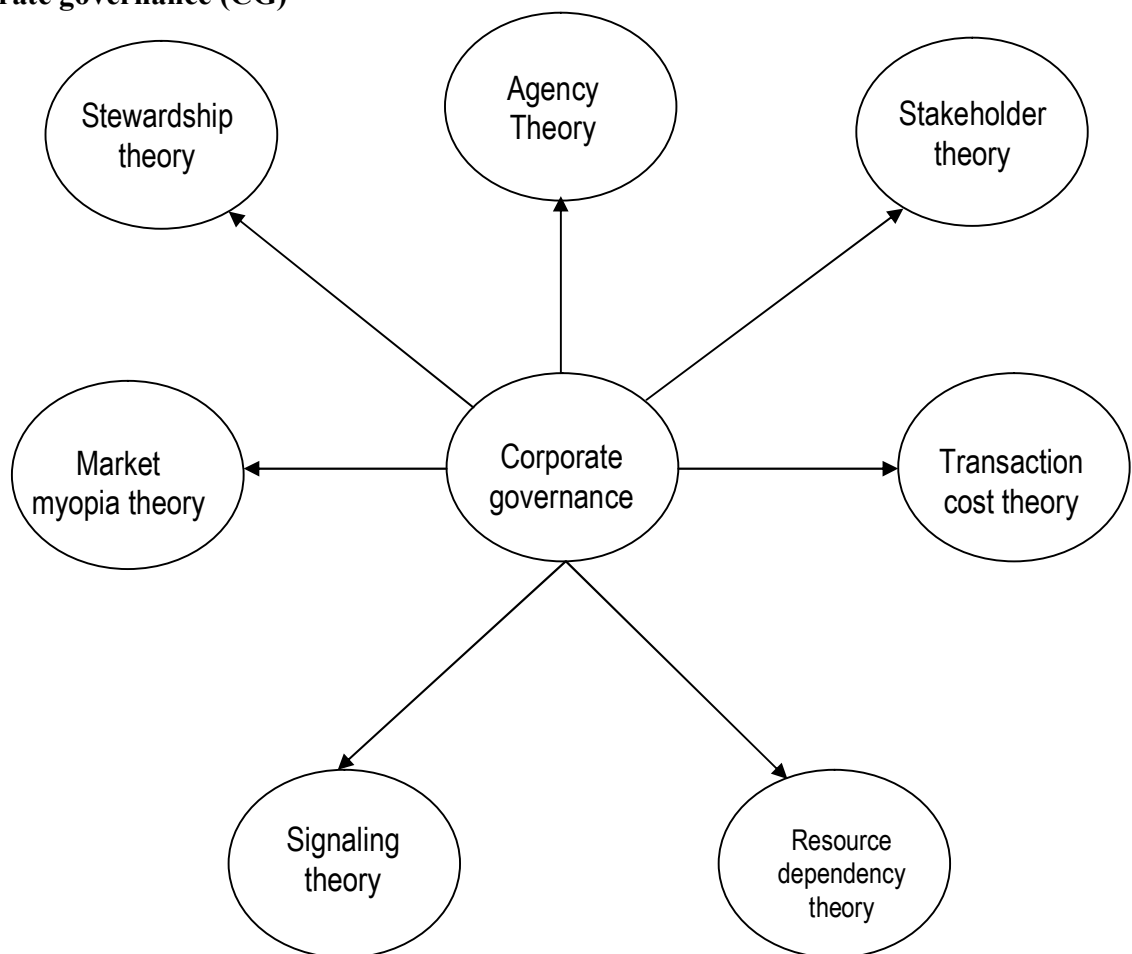 rate governance (CG)
Agency
Theory
Stewardship
theory
Stakeholder
theory
Market
myopia theory
Corporate
governance
Transaction
cost theory
Signaling
theory
Resource
dependency
theory